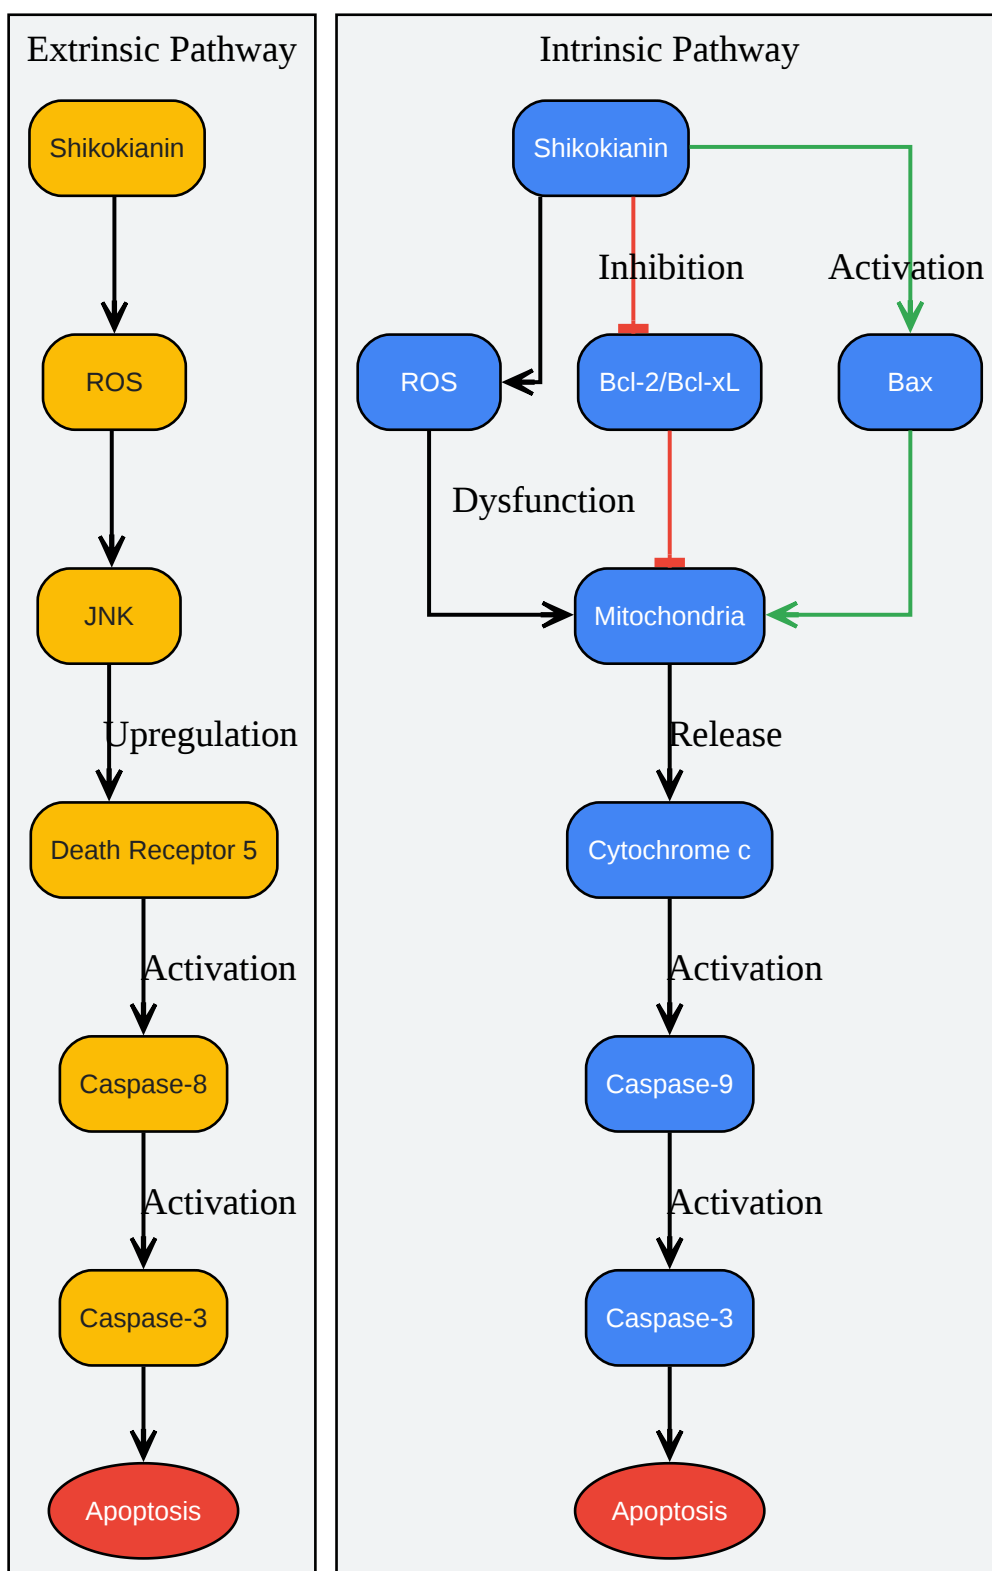 Extrinsic Pathway
Shikokianin
ROS
JNK
Upregulation
Death Receptor 5
Activation
Caspase-8
Activation
Caspase-3
Apoptosis
Intrinsic Pathway
Shikokianin
Inhibition
Activation
ROS
Bcl-2/Bcl-xL
Bax
Dysfunction
Mitochondria
Release
Cytochrome c
Activation
Caspase-9
Activation
Caspase-3
Apoptosis